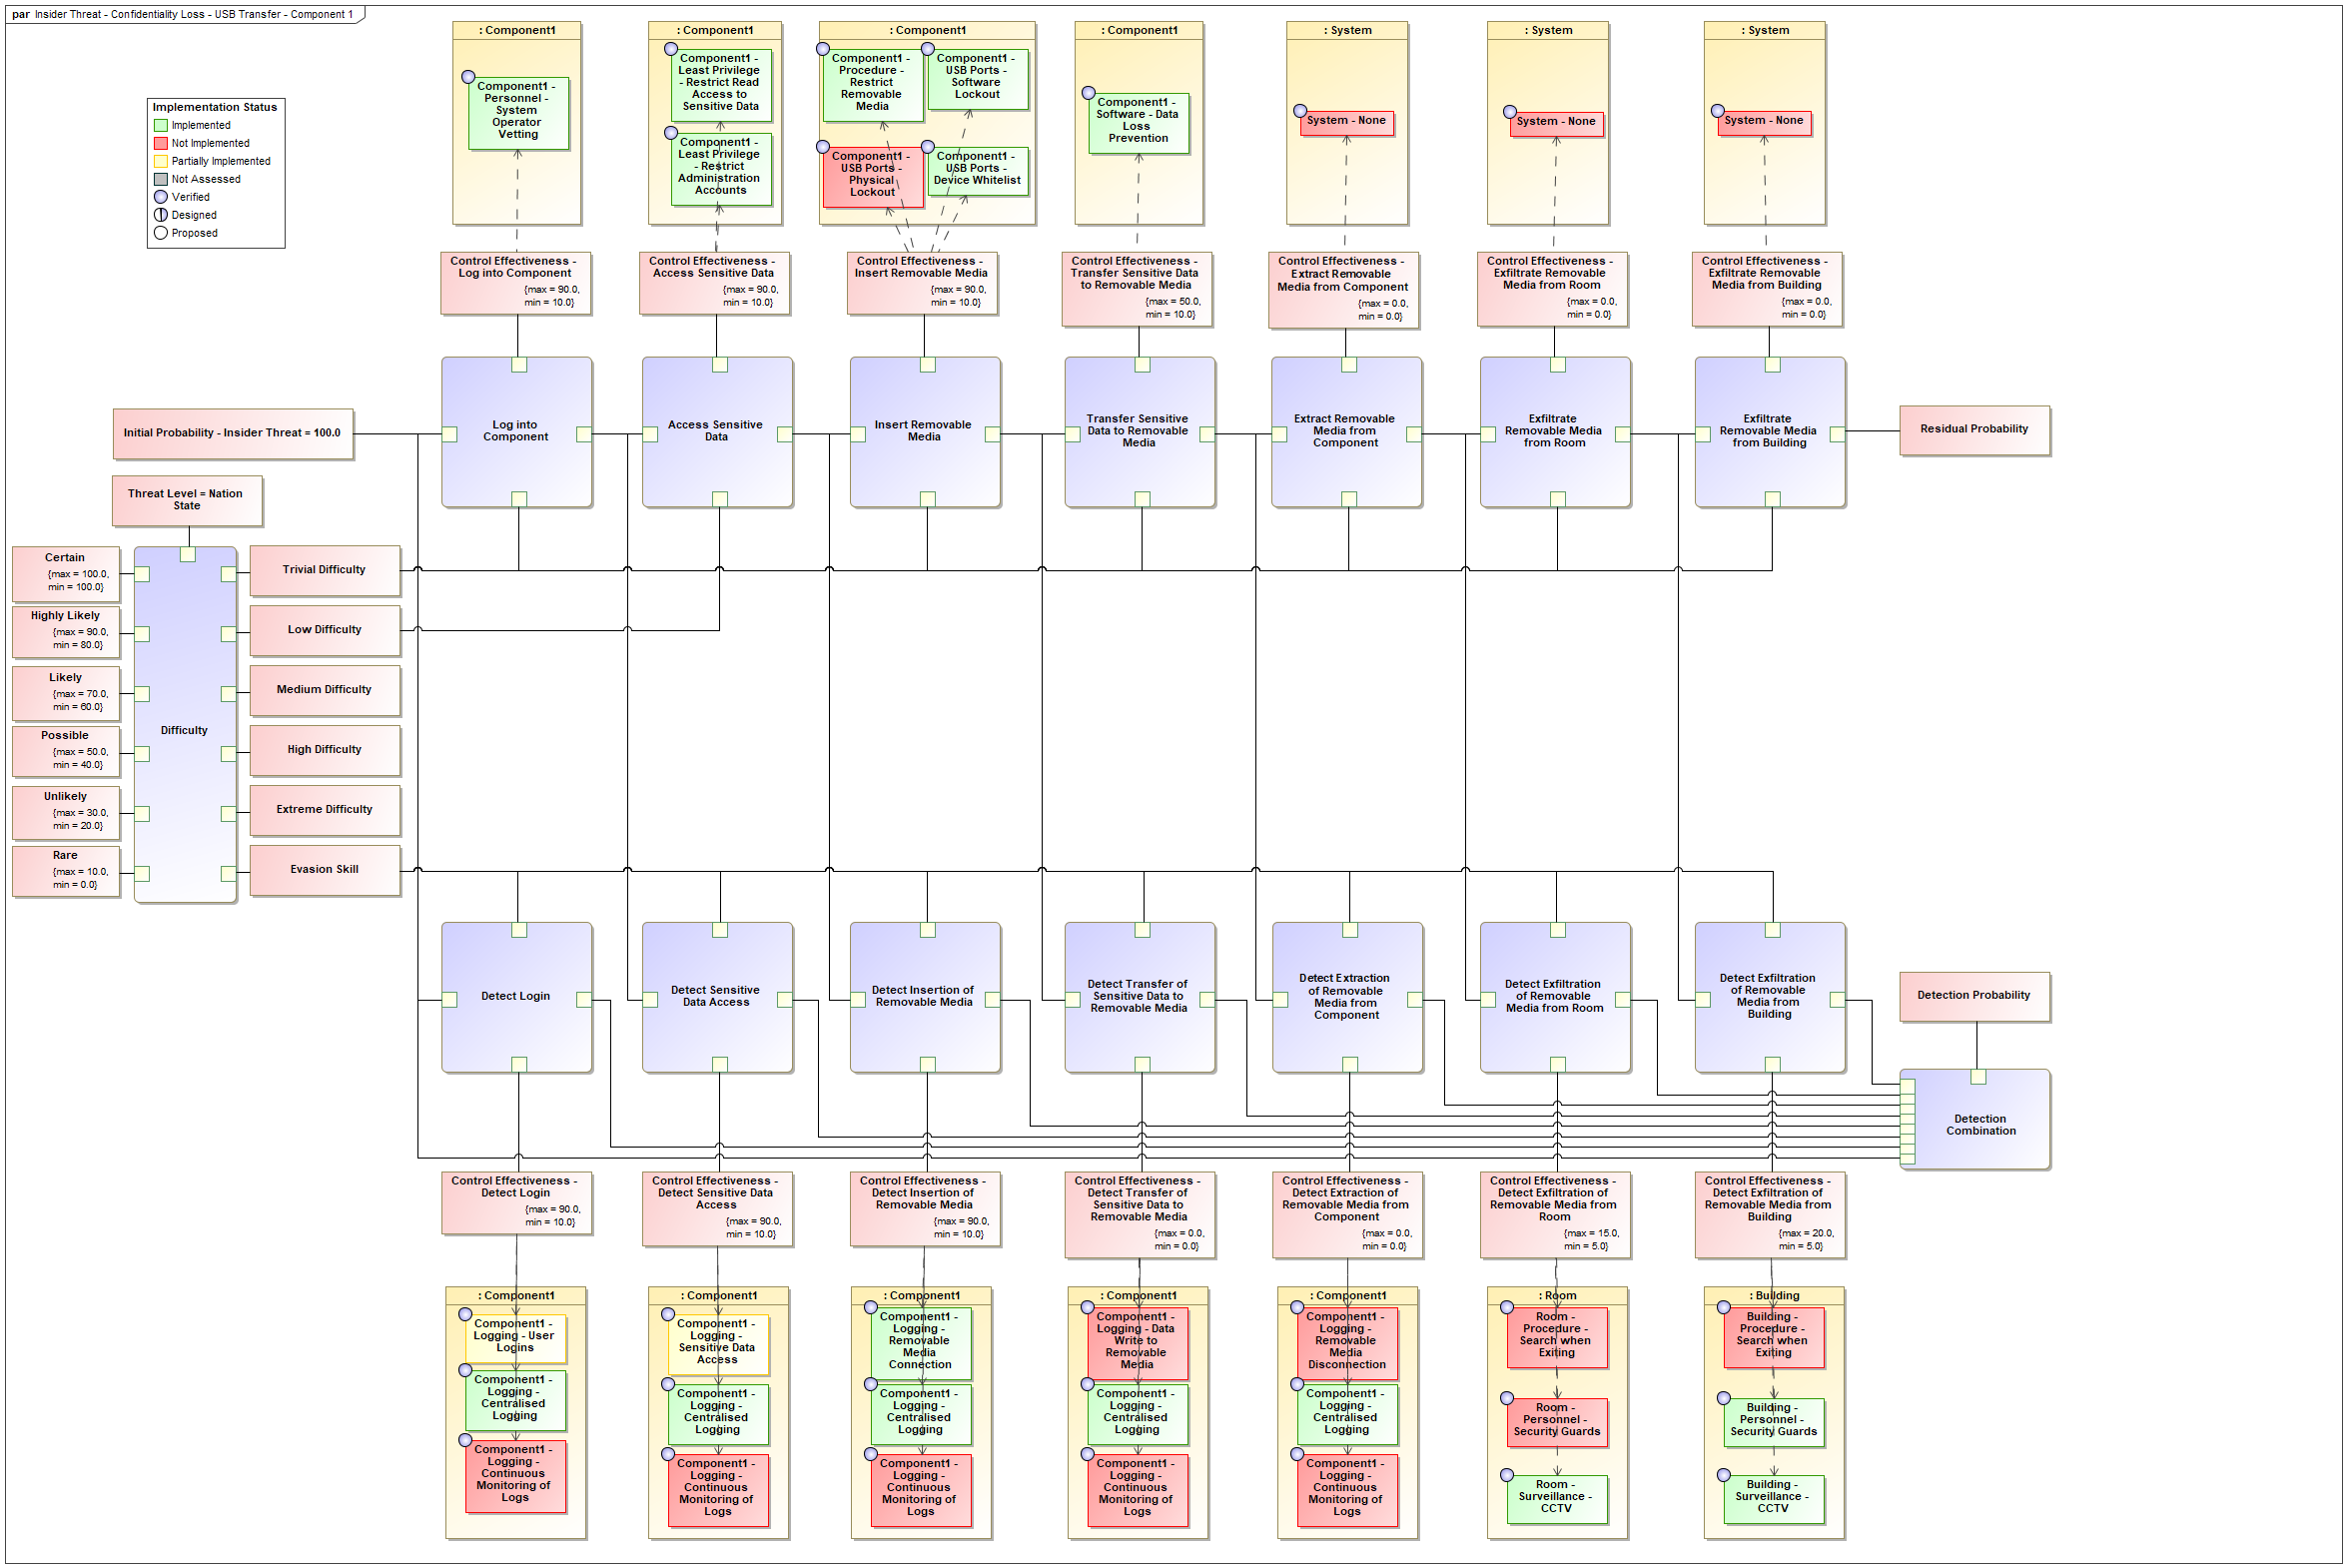 par Insider Threat - Confidentiality Loss - USB Transfer - Component 1
: Component1
Component1 -
Personnel -
System
Operator
Vetting
: Component1
Component1 -
Least Privilege
- Restrict Read
Access to
Sensitive Data
Component1 -
Least Privilege
- Restrict
Administration
Accounts
: Component1
Component1 -
Procedure -
Restrict
Removable
Media
Component1 -
USB Ports -
Software
Lockout
Component1 -
USB Ports -
Physical
Lockout
Component1 -
USB Ports -
Device Whitelist
: Component1
Component1 -
Software - Data
Loss
Prevention
: System
System - None
: System
System - None
: System
System - None
Implementation Status
Implemented
Not Implemented
Partially Implemented
Not Assessed
Verified
Designed
Proposed
Control Effectiveness -
Log into Component
{max = 90.0,
min = 10.0}
Control Effectiveness -
Access Sensitive Data
{max = 90.0,
min = 10.0}
Control Effectiveness -
Insert Removable Media
{max = 90.0,
min = 10.0}
Control Effectiveness -
Transfer Sensitive Data
to Removable Media
{max = 50.0,
min = 10.0}
Control Effectiveness -
Extract Removable
Media from Component
{max = 0.0,
min = 0.0}
Control Effectiveness -
Exfiltrate Removable
Media from Room
{max = 0.0,
min = 0.0}
Control Effectiveness -
Exfiltrate Removable
Media from Building
{max = 0.0,
min = 0.0}
Initial Probability - Insider Threat = 100.0
Log into
Component
Access Sensitive
Data
Insert Removable
Media
Transfer Sensitive
Data to Removable
Media
Extract Removable
Media from
Component
Exfiltrate
Removable Media
from Room
Exfiltrate
Removable Media
from Building
Residual Probability
Threat Level = Nation
State
Certain
{max = 100.0,
min = 100.0}
Highly Likely
{max = 90.0,
min = 80.0}
Likely
{max = 70.0,
min = 60.0}
Possible
{max = 50.0,
min = 40.0}
Unlikely
{max = 30.0,
min = 20.0}
Rare
{max = 10.0,
min = 0.0}
Difficulty
Trivial Difficulty
Low Difficulty
Medium Difficulty
High Difficulty
Extreme Difficulty
Evasion Skill
Detect Login
Detect Sensitive
Data Access
Detect Insertion of
Removable Media
Detect Transfer of
Sensitive Data to
Removable Media
Detect Extraction
of Removable
Media from
Component
Detect Exfiltration
of Removable
Media from Room
Detect Exfiltration
of Removable
Media from
Building
Detection Probability
Detection
Combination
Control Effectiveness -
Detect Login
{max = 90.0,
min = 10.0}
Control Effectiveness -
Detect Sensitive Data
Access
{max = 90.0,
min = 10.0}
Control Effectiveness -
Detect Insertion of
Removable Media
{max = 90.0,
min = 10.0}
Control Effectiveness -
Detect Transfer of
Sensitive Data to
Removable Media
{max = 0.0,
min = 0.0}
Control Effectiveness -
Detect Extraction of
Removable Media from
Component
{max = 0.0,
min = 0.0}
Control Effectiveness -
Detect Exfiltration of
Removable Media from
Room
{max = 15.0,
min = 5.0}
Control Effectiveness -
Detect Exfiltration of
Removable Media from
Building
{max = 20.0,
min = 5.0}
: Component1
Component1 -
Logging - User
Logins
Component1 -
Logging -
Centralised
Logging
Component1 -
Logging -
Continuous
Monitoring of
Logs
: Component1
Component1 -
Logging -
Sensitive Data
Access
Component1 -
Logging -
Centralised
Logging
Component1 -
Logging -
Continuous
Monitoring of
Logs
: Component1
Component1 -
Logging -
Removable
Media
Connection
Component1 -
Logging -
Centralised
Logging
Component1 -
Logging -
Continuous
Monitoring of
Logs
: Component1
Component1 -
Logging - Data
Write to
Removable
Media
Component1 -
Logging -
Centralised
Logging
Component1 -
Logging -
Continuous
Monitoring of
Logs
: Component1
Component1 -
Logging -
Removable
Media
Disconnection
Component1 -
Logging -
Centralised
Logging
Component1 -
Logging -
Continuous
Monitoring of
Logs
: Room
Room -
Procedure -
Search when
Exiting
Room -
Personnel -
Security Guards
Room -
Surveillance -
CCTV
: Building
Building -
Procedure -
Search when
Exiting
Building -
Personnel -
Security Guards
Building -
Surveillance -
CCTV